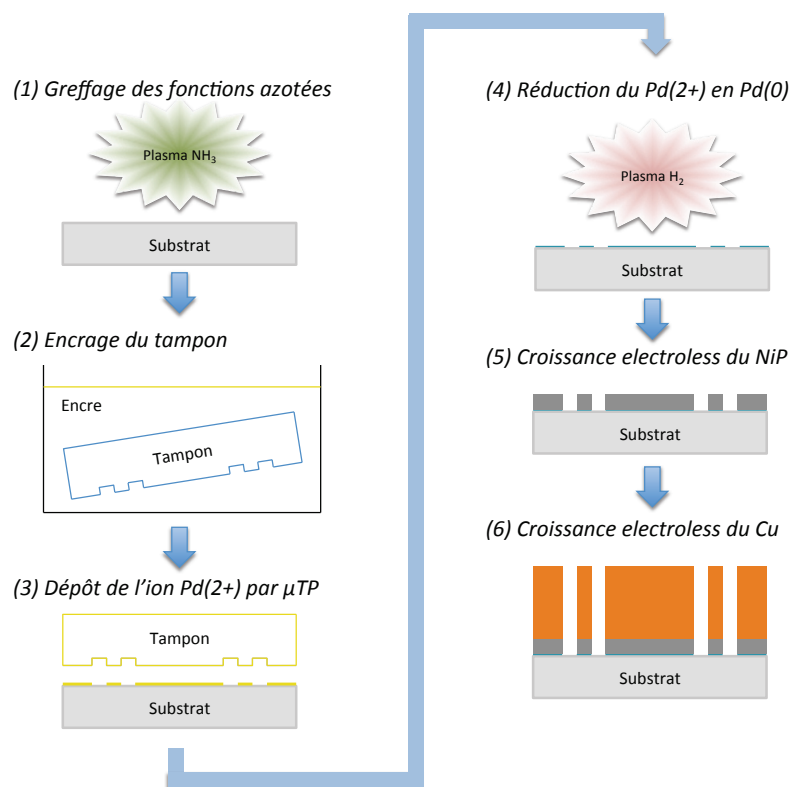 (1) Greffage des fonctions azotées
Plasma NH₃
Substrat
(2) Encrage du tampon
Encre
Tampon
(3) Dépôt de l’ion Pd(2+) par μTP
Tampon
Substrat
(4) Réduction du Pd(2+) en Pd(0)
Plasma H₂
Substrat
(5) Croissance electroless du NiP
Substrat
(6) Croissance electroless du Cu
Substrat